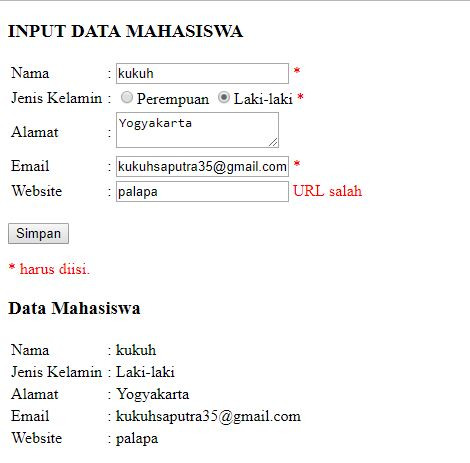 INPUT DATA MAHASISWA
Nama : kukuh *
Jenis Kelamin : Perempuan Laki-laki *
Alamat : Yogyakarta
Email : kukuhsaputra35@gmail.com *
Website : palapa URL salah
Simpan
* harus diisi.
Data Mahasiswa
Nama : kukuh
Jenis Kelamin : Laki-laki
Alamat : Yogyakarta
Email : kukuhsaputra35@gmail.com
Website : palapa